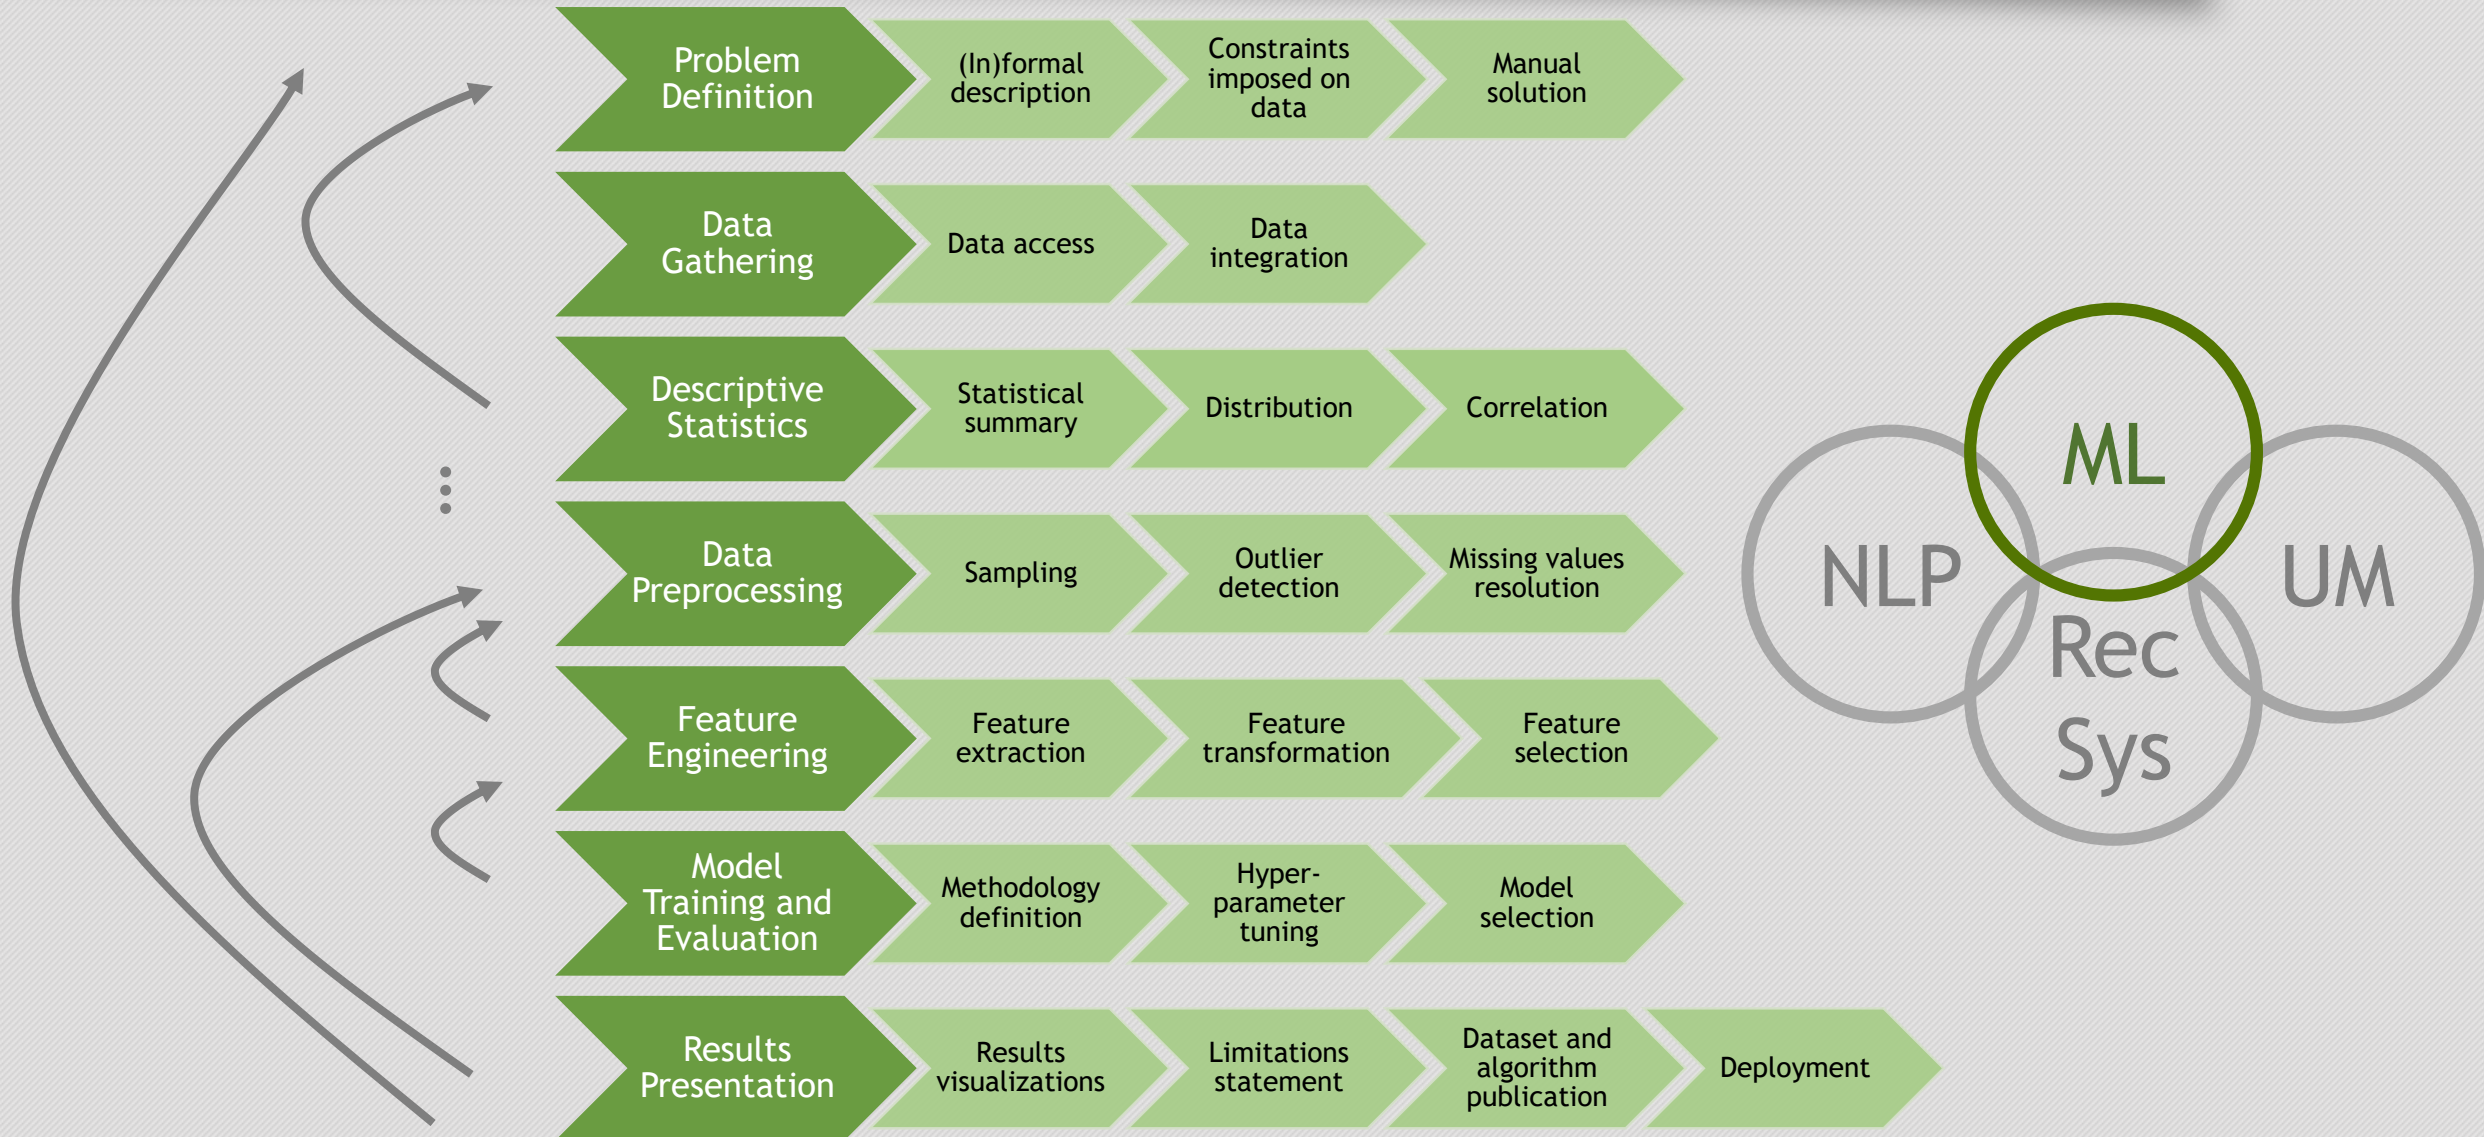 Problem
Definition
(In)formal
description
Constraints
imposed on
data
Manual
solution
Data
Gathering
Data access
Data
integration
Descriptive
Statistics
Statistical
summary
Distribution
Correlation
Data
Preprocessing
Sampling
Outlier
detection
Missing values
resolution
Feature
Engineering
Feature
extraction
Feature
transformation
Feature
selection
Model
Training and
Evaluation
Methodology
definition
Hyper-
parameter
tuning
Model
selection
Results
Presentation
Results
visualizations
Limitations
statement
Dataset and
algorithm
publication
Deployment
ML
NLP
UM
Rec
Sys